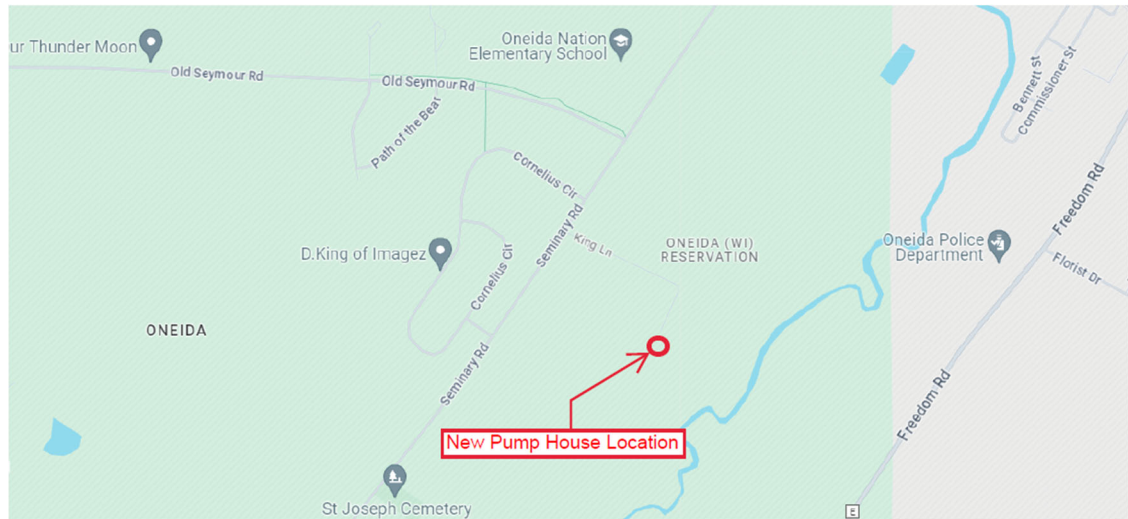 ur Thunder Moon
Oneida Nation
Elementary School
Old Seymour Rd
Old Seymour Rd
Path of the Bear
Bennett St
Commissioner St
Cornelius Cir
Freedom Rd
Seminary Rd
King Ln
ONEIDA (WI)
RESERVATION
Oneida Police
Department
D.King of Imagez
Cornelius Cir
Florist Dr
ONEIDA
Seminary Rd
Freedom Rd
New Pump House Location
St Joseph Cemetery
E